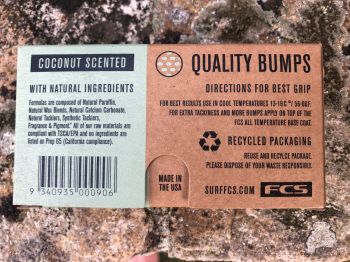 COCONUT SCENTED
WITH NATURAL INGREDIENTS
Formulas are composed of Natural Paraffin,
Natural Wax Blends, Natural Calcium Carbonate,
Natural Tackifiers, Synthetic Tackifiers,
Fragrance & Pigment. All of our raw materials
are compliant with TSCA/EPA and no ingredients are
listed on Prop 65 (California compliance).
9 340935 000906
QUALITY BUMPS
DIRECTIONS FOR BEST GRIP
FOR BEST RESULTS USE IN COOL TEMPERATURES 13-19C°/ 56-66F.
FOR EXTRA TACKINESS AND MORE BUMPS APPLY ON TOP OF THE
FCS ALL TEMPERATURE BASE COAT.
RECYCLED PACKAGING
REUSE AND RECYCLE PACKAGE.
PLEASE DISPOSE OF YOUR WASTE RESPONSIBLY.
MADE IN
THE USA
SURFFCS.COM
FCS